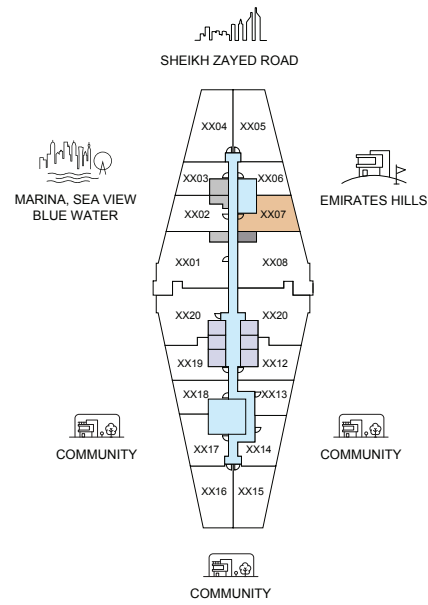 SHEIKH ZAYED ROAD
XX04
XX05
XX03
XX06
MARINA, SEA VIEW
BLUE WATER
EMIRATES HILLS
XX02
XX07
XX01
XX08
XX20
XX20
XX19
XX12
XX18
XX13
COMMUNITY
XX17
XX14
COMMUNITY
XX16
XX15
COMMUNITY